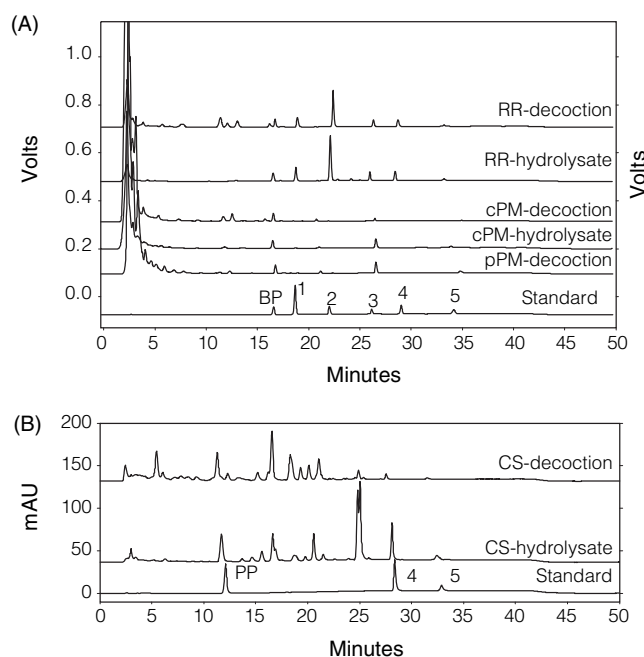 (A)
1.0
0.8
0.6
0.4
0.2
0.0
Volts
Volts
RR-decoction
RR-hydrolysate
cPM-decoction
cPM-hydrolysate
pPM-decoction
BP 1 2 3 4 5 Standard
0 5 10 15 20 25 30 35 40 45 50
Minutes
(B)
200
150
100
50
0
mAU
CS-decoction
CS-hydrolysate
PP 4 5 Standard
0 5 10 15 20 25 30 35 40 45 50
Minutes